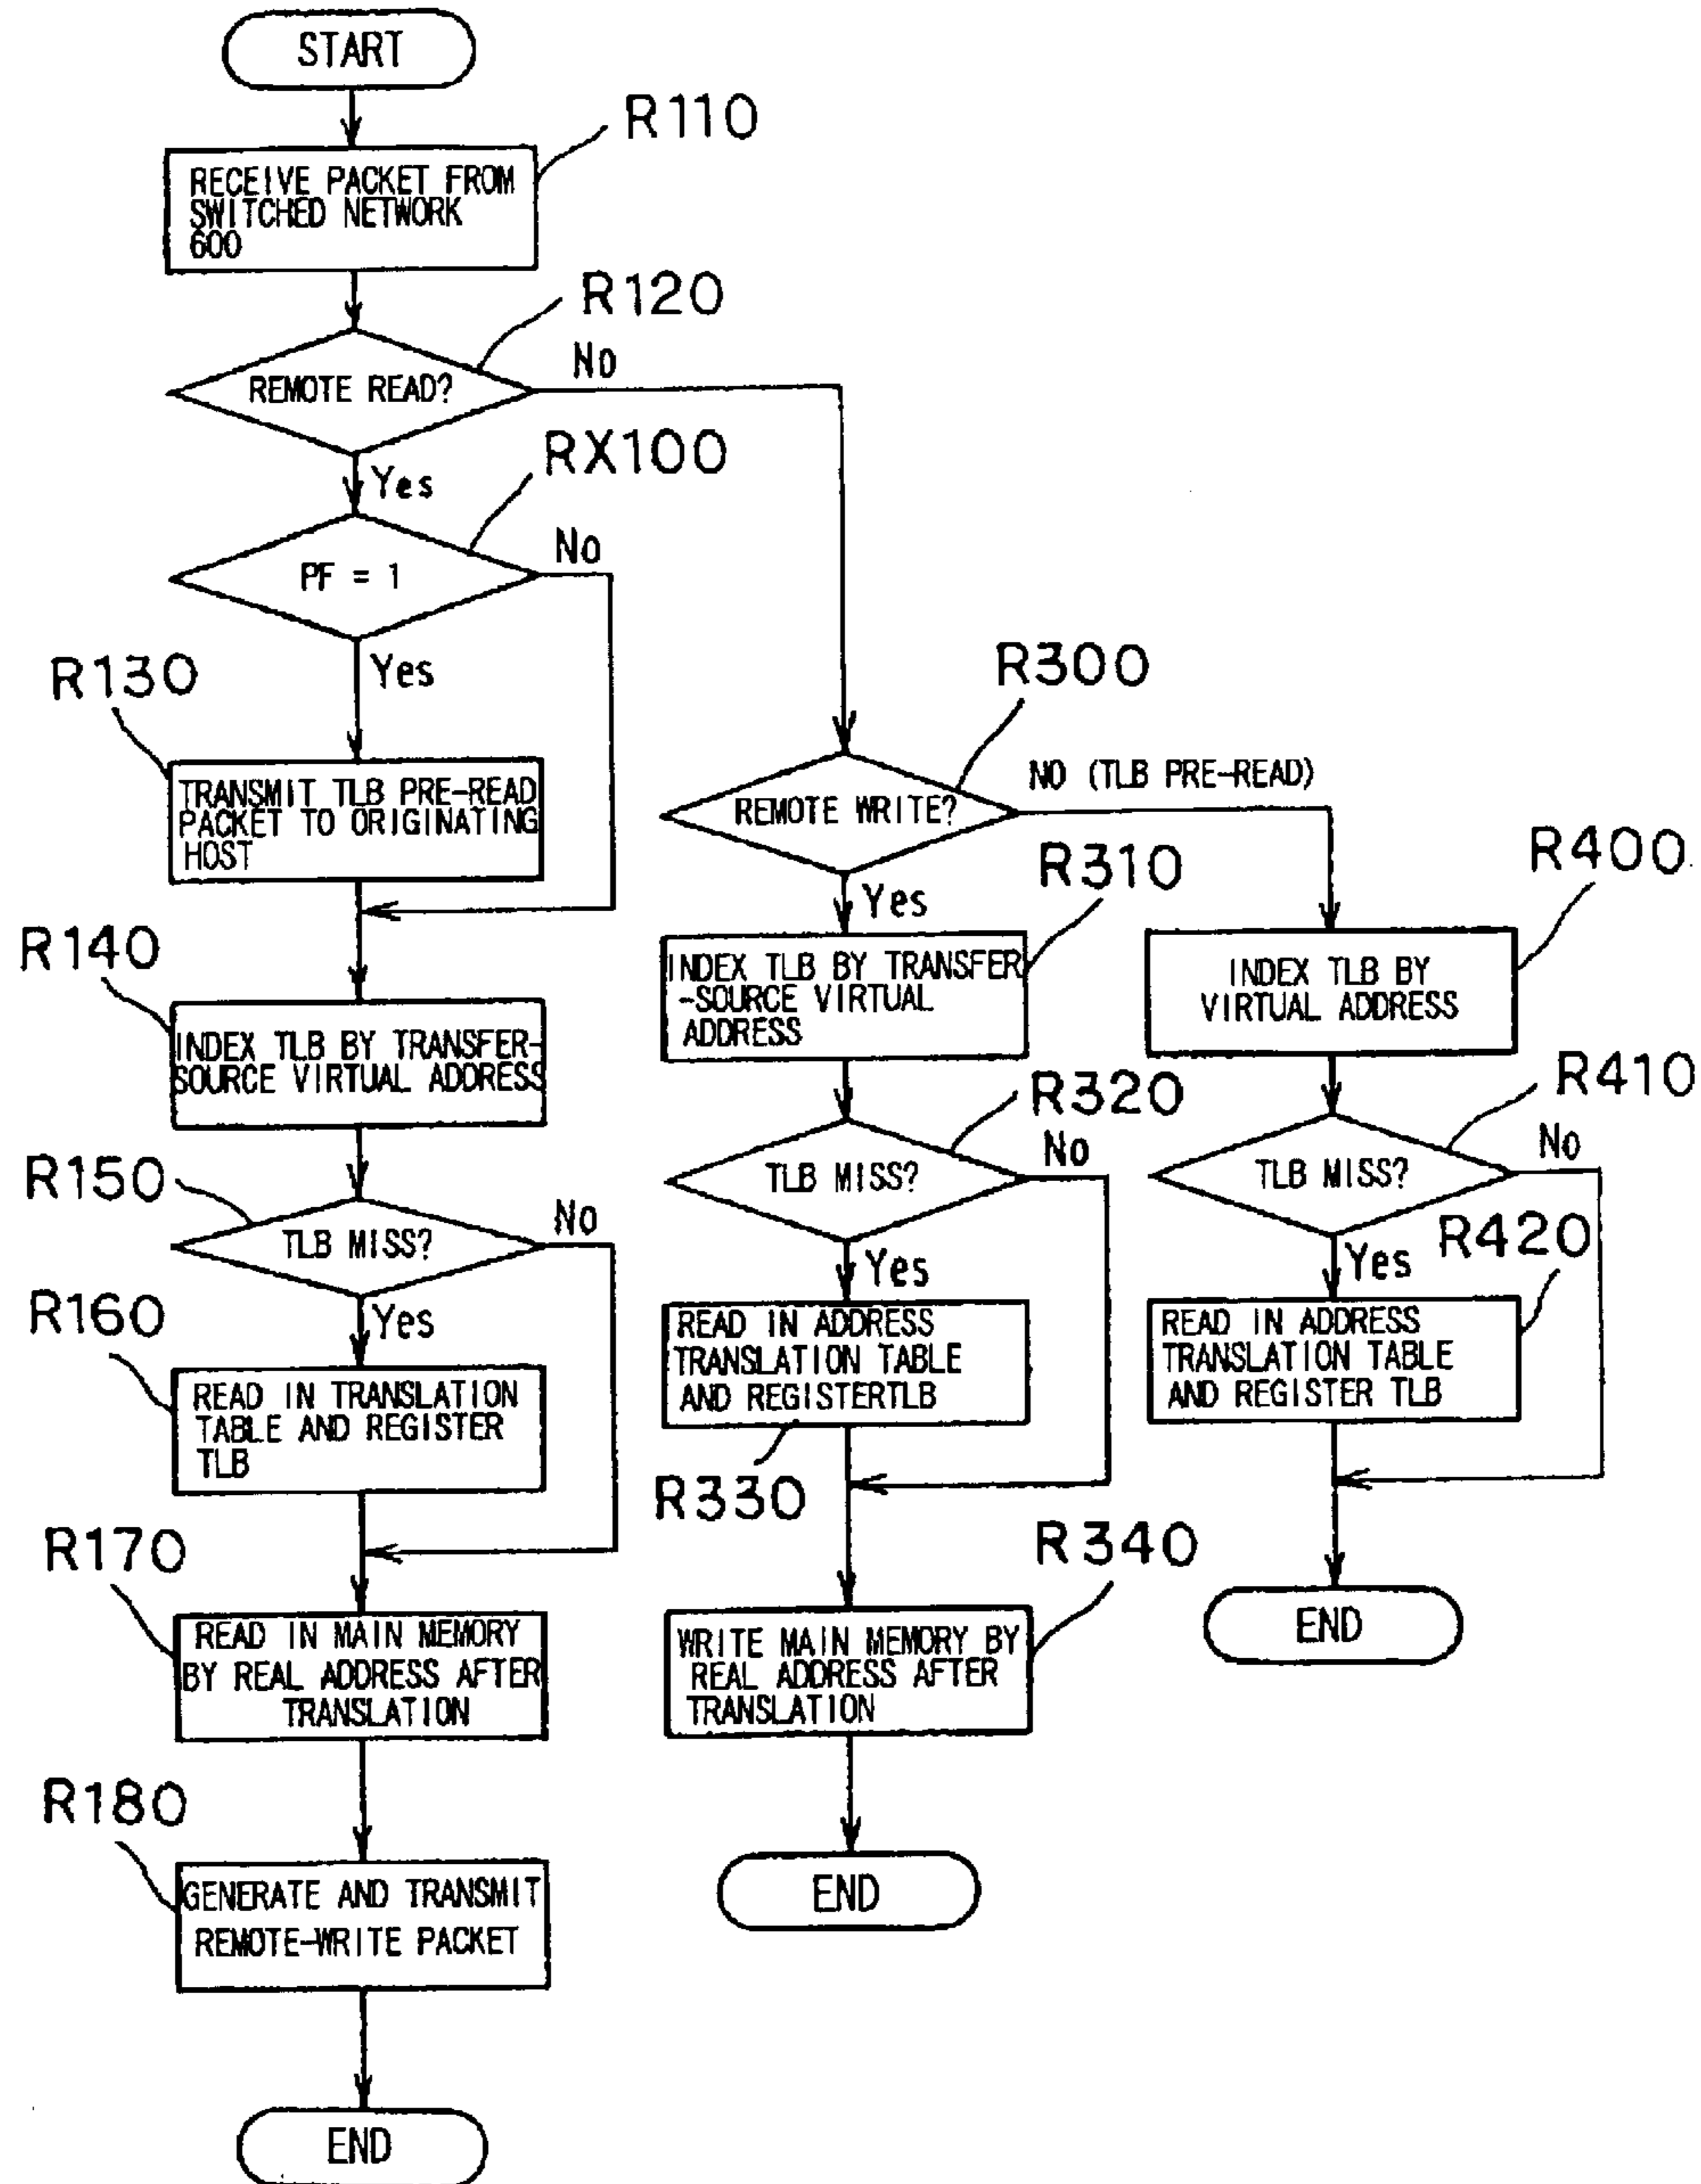 START
R110
RECEIVE PACKET FROM
SWITCHED NETWORK
600
R120
REMOTE READ?
No
Yes
RX100
PF = 1
No
Yes
R130
TRANSMIT TLB PRE-READ
PACKET TO ORIGINATING
HOST
R140
INDEX TLB BY TRANSFER-
SOURCE VIRTUAL ADDRESS
R150
TLB MISS?
No
Yes
R160
READ IN TRANSLATION
TABLE AND REGISTER
TLB
R170
READ IN MAIN MEMORY
BY REAL ADDRESS AFTER
TRANSLATION
R180
GENERATE AND TRANSMIT
REMOTE-WRITE PACKET
END
R300
REMOTE WRITE?
NO (TLB PRE-READ)
Yes
R310
INDEX TLB BY TRANSFER
-SOURCE VIRTUAL
ADDRESS
R320
TLB MISS?
No
Yes
READ IN ADDRESS
TRANSLATION TABLE
AND REGISTERTLB
R330
R340
WRITE MAIN MEMORY BY
REAL ADDRESS AFTER
TRANSLATION
END
R400
INDEX TLB BY
VIRTUAL ADDRESS
R410
TLB MISS?
No
Yes
R420
READ IN ADDRESS
TRANSLATION TABLE
AND REGISTER TLB
END